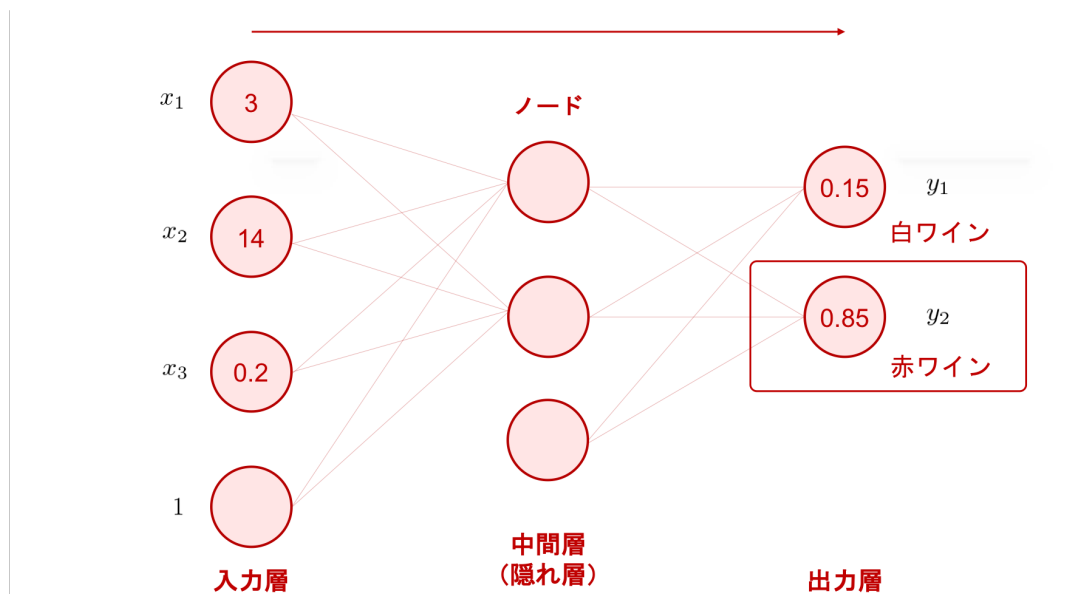 x₁
3
x₂
14
x₃
0.2
1
入力層
ノード
中間層
（隠れ層）
0.15
y₁
白ワイン
0.85
y₂
赤ワイン
出力層